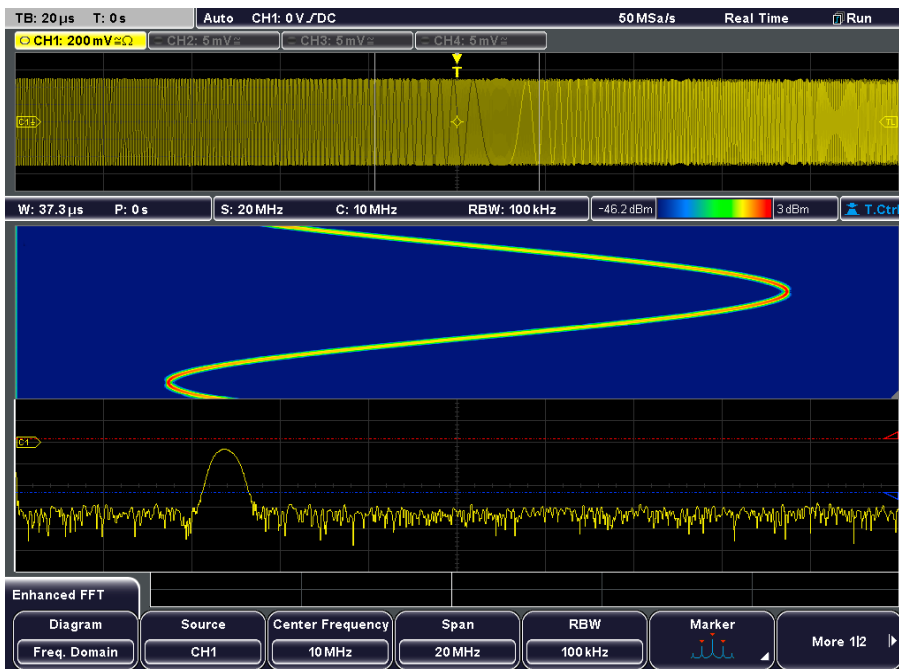 TB: 20 µs T: 0 s Auto CH1: 0 V DC 50 MSa/s Real Time Run
CH1: 200 mV≅Ω CH2: 5 mV≅ CH3: 5 mV≅ CH4: 5 mV≅
T
C1 TL
W: 37.3 µs P: 0 s S: 20 MHz C: 10 MHz RBW: 100 kHz -46.2 dBm 3 dBm T.Ctrl
C1
Enhanced FFT
Diagram Source Center Frequency Span RBW Marker More 1|2
Freq. Domain CH1 10 MHz 20 MHz 100 kHz